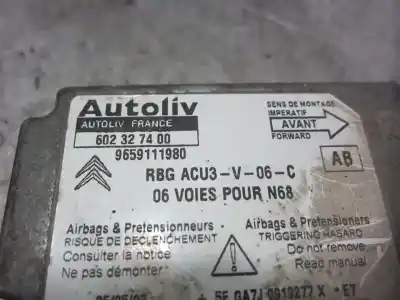 Autoliv
SENS DE MONTAGE
IMPERATIF
AUTOLIV FRANCE
AVANT
602 32 74 00
FORWARD
9659111980
RBG ACU3-V-06-C
AB
06 VOIES POUR N68
Airbags & Pretensionneurs
RISQUE DE DECLENCHEMENT
Consulter la notice
Ne pas démonter
Airbags & Pretensioners
TRIGGERING HASARD
Do not remove
Read manual